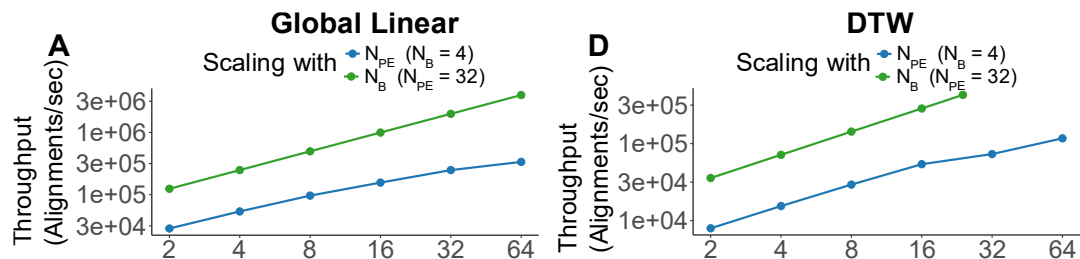 Global Linear
A
Scaling with
N_PE (N_B = 4)
N_B (N_PE = 32)
Throughput
(Alignments/sec)
3e+06
1e+06
3e+05
1e+05
3e+04
2 4 8 16 32 64
DTW
D
Scaling with
N_PE (N_B = 4)
N_B (N_PE = 32)
Throughput
(Alignments/sec)
3e+05
1e+05
3e+04
1e+04
2 4 8 16 32 64